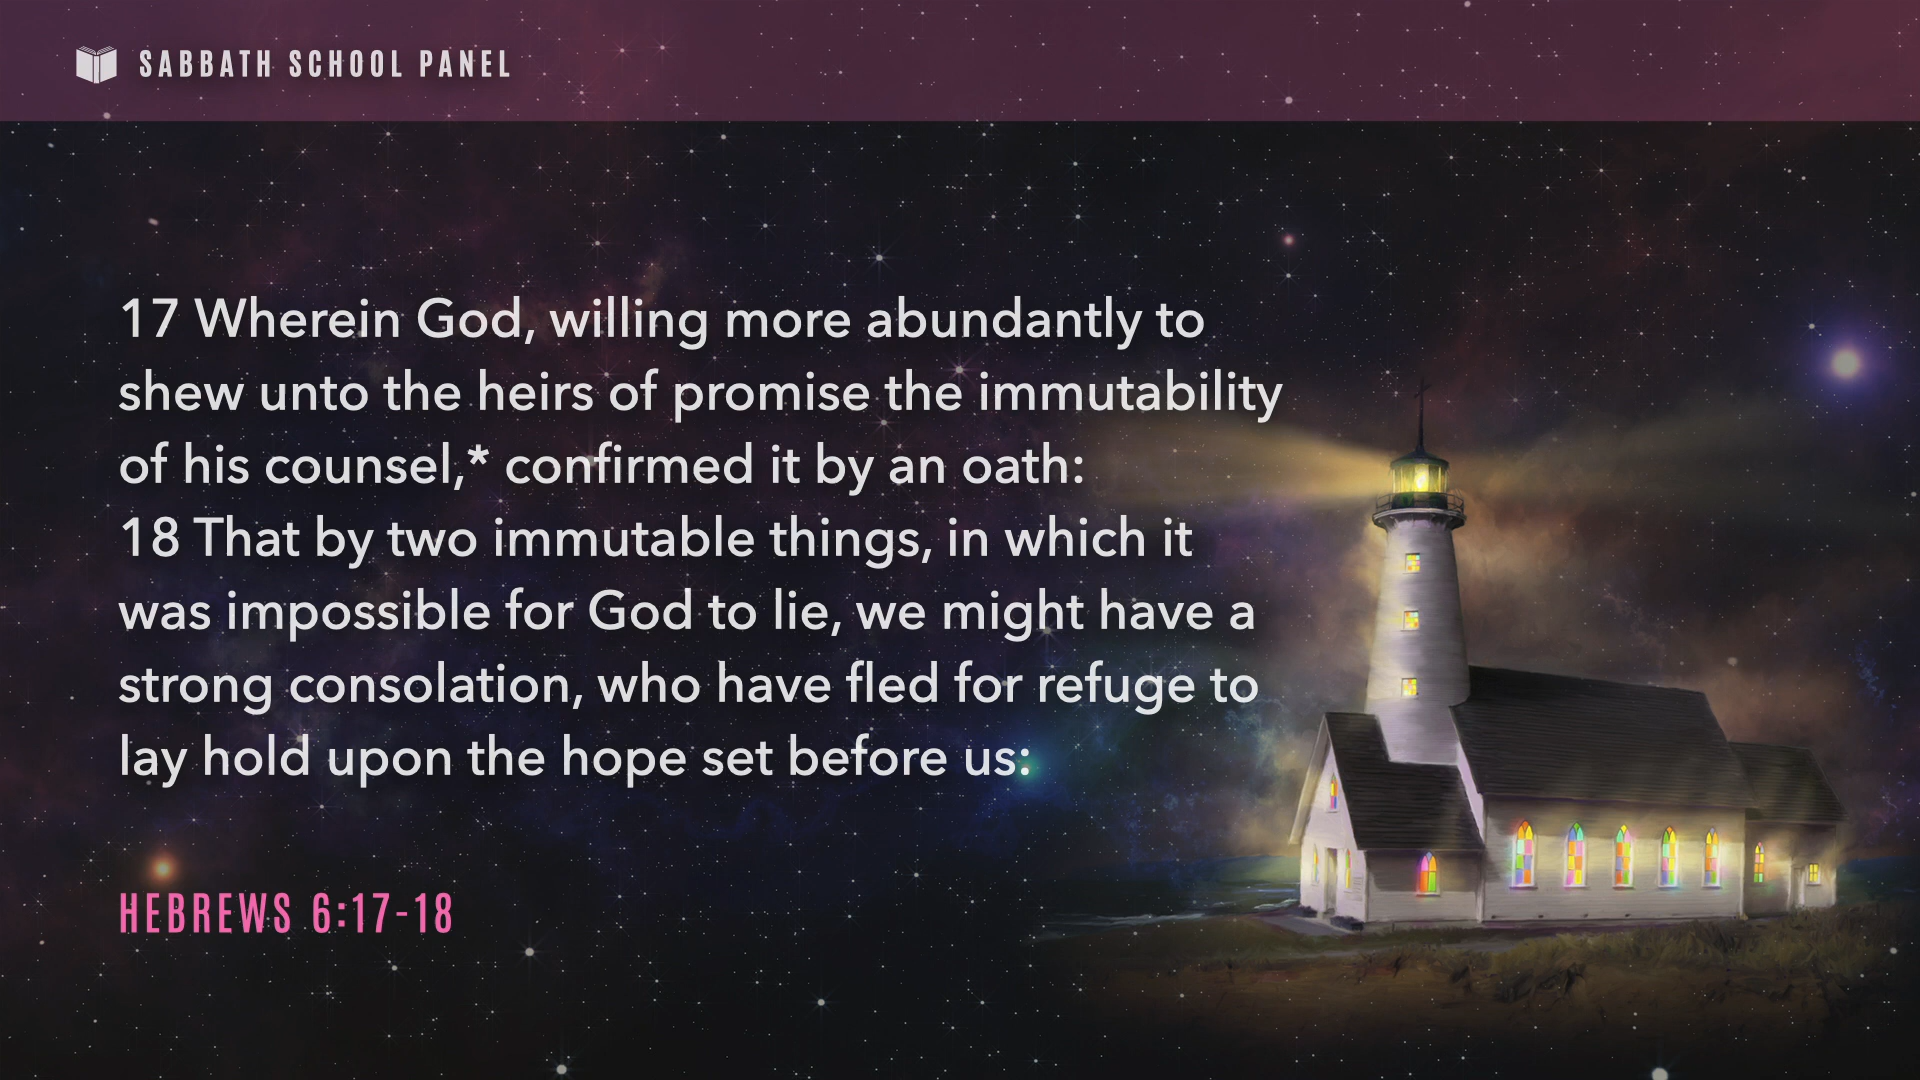 SABBATH SCHOOL PANEL
17 Wherein God, willing more abundantly to
shew unto the heirs of promise the immutability
of his counsel,* confirmed it by an oath:
18 That by two immutable things, in which it
was impossible for God to lie, we might have a
strong consolation, who have fled for refuge to
lay hold upon the hope set before us:
HEBREWS 6:17-18